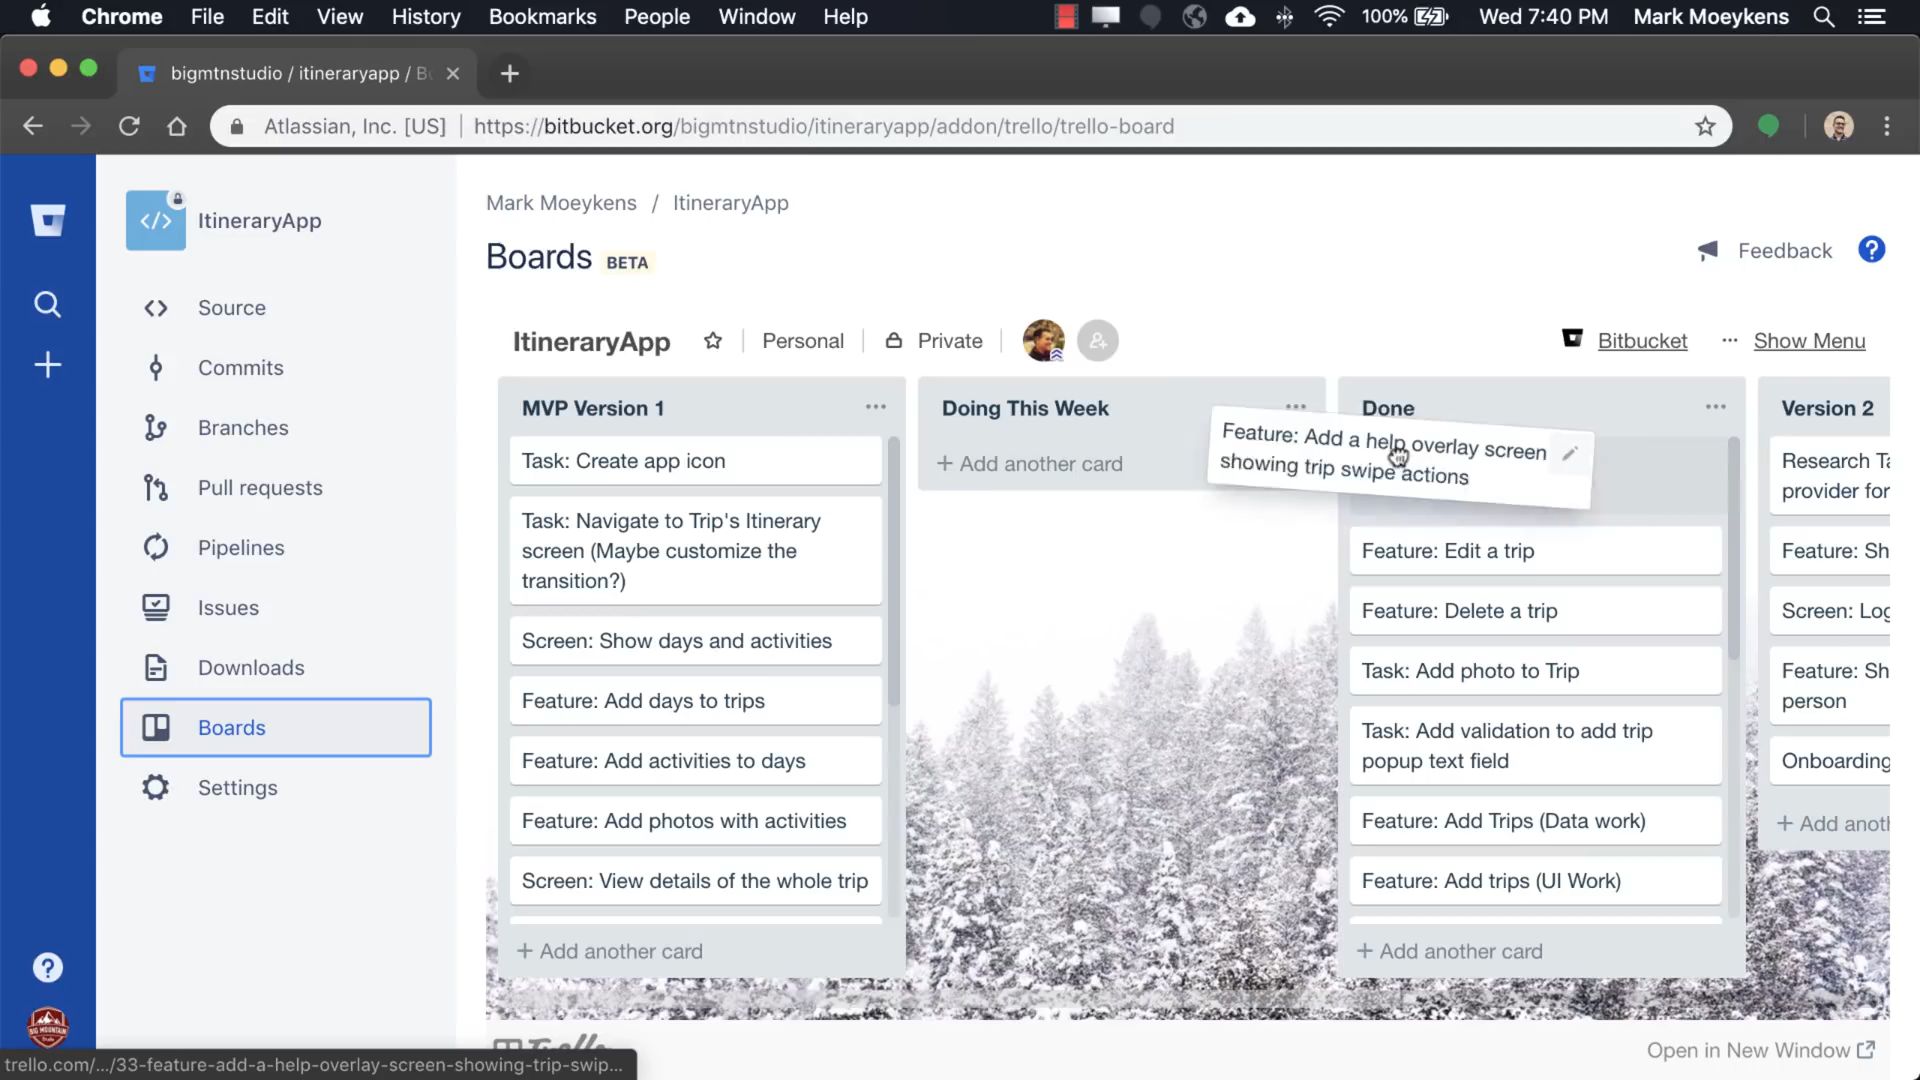 Chrome File Edit View History Bookmarks People Window Help 100% Wed 7:40 PM Mark Moeykens
bigmtnstudio / itineraryapp / B
Atlassian, Inc. [US] | https://bitbucket.org/bigmtnstudio/itineraryapp/addon/trello/trello-board
ItineraryApp
Source
Commits
Branches
Pull requests
Pipelines
Issues
Downloads
Boards
Settings
Mark Moeykens / ItineraryApp
Boards BETA
Feedback
ItineraryApp Personal Private Bitbucket Show Menu
MVP Version 1
Task: Create app icon
Task: Navigate to Trip's Itinerary
screen (Maybe customize the
transition?)
Screen: Show days and activities
Feature: Add days to trips
Feature: Add activities to days
Feature: Add photos with activities
Screen: View details of the whole trip
+ Add another card
Doing This Week
+ Add another card
Feature: Add a help overlay screen
showing trip swipe actions
Done
Feature: Edit a trip
Feature: Delete a trip
Task: Add photo to Trip
Task: Add validation to add trip
popup text field
Feature: Add Trips (Data work)
Feature: Add trips (UI Work)
+ Add another card
Version 2
Research Ta
provider for
Feature: Sh
Screen: Log
Feature: Sh
person
Onboarding
+ Add anoth
BIG MOUNTAIN
Trello
Open in New Window
trello.com/.../33-feature-add-a-help-overlay-screen-showing-trip-swip...